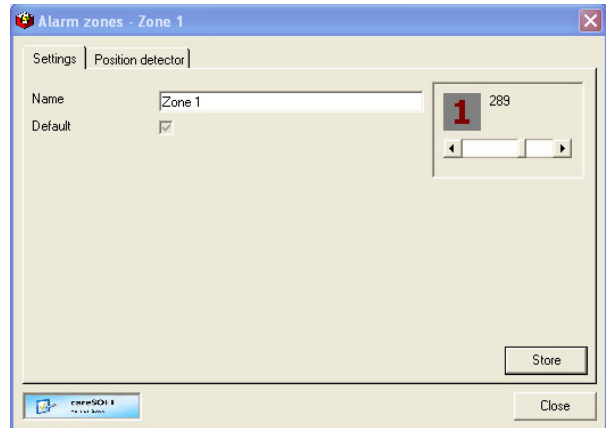 Alarm zones - Zone 1
Settings
Position detector
Name
Zone 1
1
289
Default
Store
careSOFT
Close